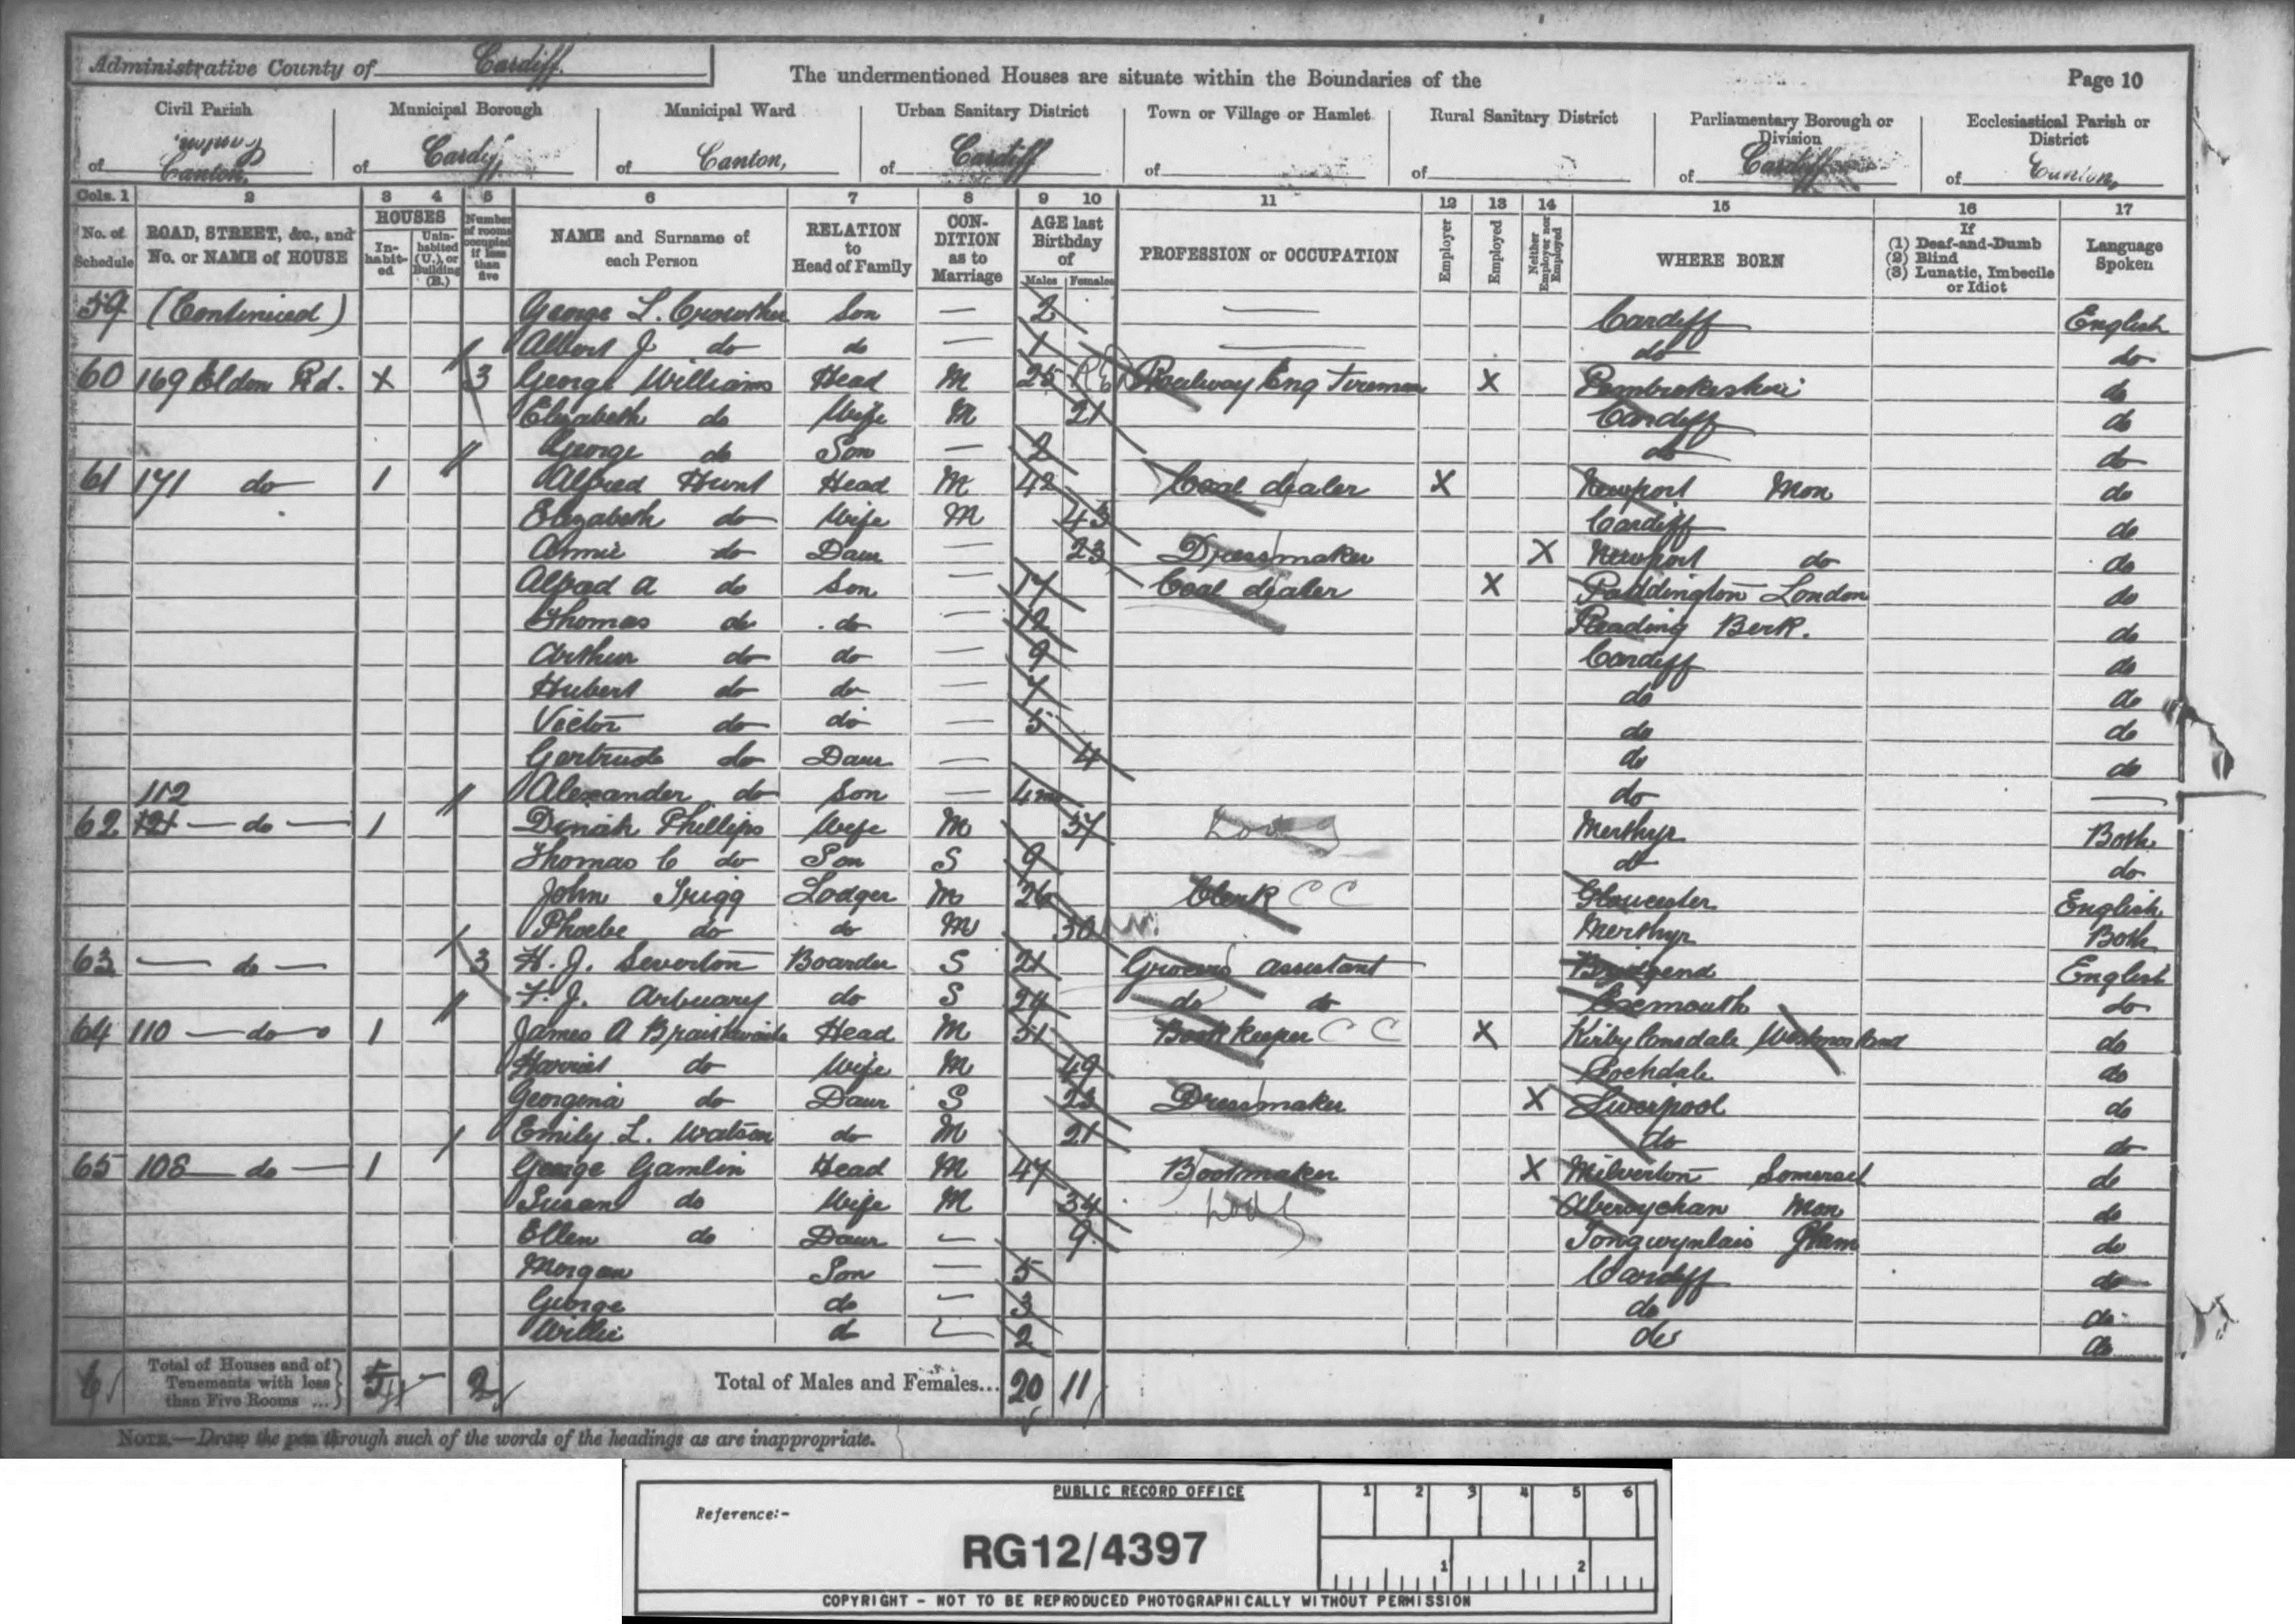 Administrative County of Cardiff.
The undermentioned Houses are situate within the Boundaries of the
Page 10
Civil Parish
Municipal Borough
Municipal Ward
Urban Sanitary District
Town or Village or Hamlet
Rural Sanitary District
Parliamentary Borough or Division
Ecclesiastical Parish or District
of Canton,
of Cardiff,
of Canton,
of Cardiff
of
of
of Cardiff
of Canton,
Cols. 1 2 3 4 5 6 7 8 9 10 11 12 13 14 15 16 17
No. of Schedule
ROAD, STREET, &c., and No. or NAME of HOUSE
HOUSES
In-habit-ed
Unin-habited (U.), or Building (B.)
Number of rooms occupied if less than five
NAME and Surname of each Person
RELATION to Head of Family
CON-DITION as to Marriage
AGE last Birthday of
Males Females
PROFESSION or OCCUPATION
Employer
Employed
Neither Employer nor Employed
WHERE BORN
If (1) Deaf-and-Dumb (2) Blind (3) Lunatic, Imbecile or Idiot
Language Spoken
59 (Continued) George L. Crowther Son — 2 — Cardiff English
Albert J do do — 1 — do do
60 169 Eldon Rd. X 3 George Williams Head M 25 Railway Eng Fireman X Pembrokeshire do
Elizabeth do Wife M 21 Cardiff do
George do Son — 2 do do
61 171 do 1 Alfred Hunt Head M 42 Coal dealer X Newport Mon do
Elizabeth do Wife M 43 Cardiff do
Annie do Daur — 23 Dressmaker X Newport do do
Alfred A do Son — 17 Coal dealer X Paddington London do
Thomas do do — 12 Reading Berk. do
Arthur do do — 9 Cardiff do
Hubert do do — 7 do do
Victor do do — 5 do do
Gertrude do Daur — 4 do do
Alexander do Son — 4 mo do —
62 112 — do — 1 Dinah Phillips Wife M 37 Merthyr Both
Thomas C do Son S 9 do do
John Trigg Lodger M 26 Clerk C C Gloucester English
Phoebe do do M 30 Merthyr Both
63 — do — 3 H. J. Severton Boarder S 21 Grocers assistant Bridgend English
F. J. Arbuary do S 24 do do Exmouth do
64 110 — do — 1 James A Braithwaite Head M 51 Book keeper C C X Kirby Lonsdale Westmorland do
Harriet do Wife M 49 Rochdale do
Georgina do Daur S 23 Dressmaker X Liverpool do
Emily L. Watson do M 21 do do
65 108 — do — 1 George Gamlin Head M 47 Bootmaker X Milverton Somerset do
Susan do Wife M 34 Abersychan Mon do
Ellen do Daur — 9 Tongwynlais Glam do
Morgan Son — 5 Cardiff do
George do — 3 do do
Willie do — 2 do do
6 Total of Houses and of Tenements with less than Five Rooms ... 5 — 2 Total of Males and Females... 20 11
NOTE.—Draw the pen through such of the words of the headings as are inappropriate.
PUBLIC RECORD OFFICE
Reference:-
RG12/4397
1 2 3 4 5 6
1 2
COPYRIGHT - NOT TO BE REPRODUCED PHOTOGRAPHICALLY WITHOUT PERMISSION